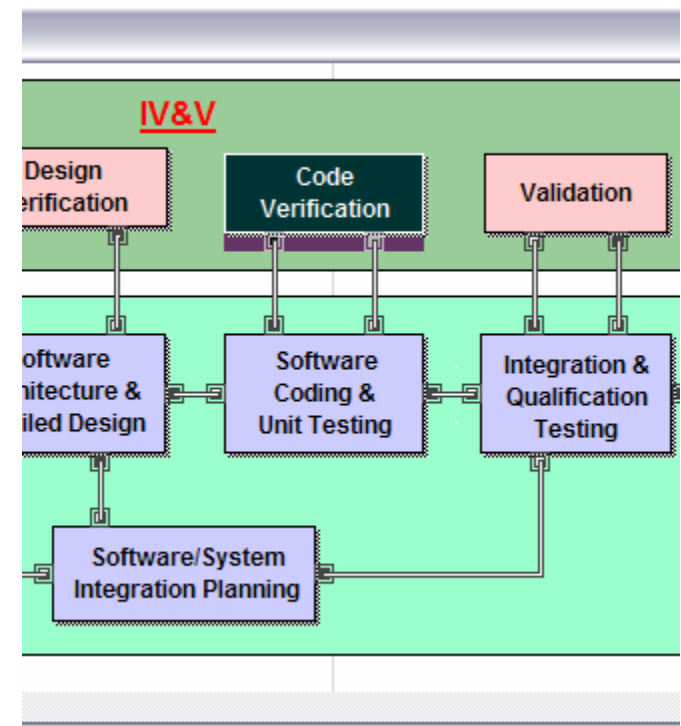 IV&V
Design
erification
Code
Verification
Validation
oftware
hitecture &
iled Design
Software
Coding &
Unit Testing
Integration &
Qualification
Testing
Software/System
Integration Planning